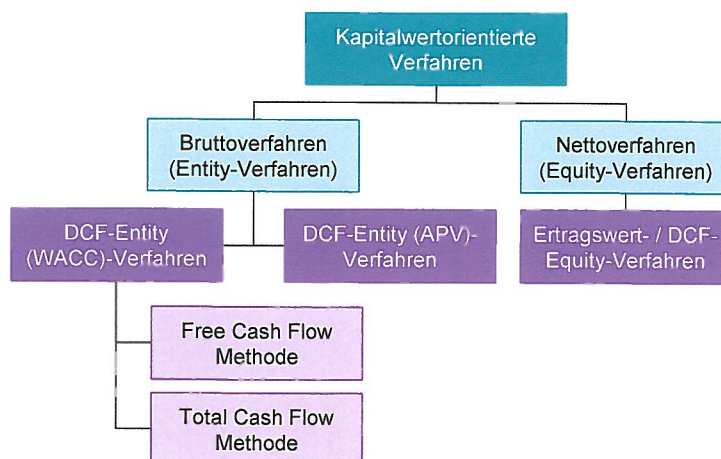 Kapitalwertorientierte
Verfahren
Bruttoverfahren
(Entity-Verfahren)
Nettoverfahren
(Equity-Verfahren)
DCF-Entity
(WACC)-Verfahren
DCF-Entity (APV)-
Verfahren
Ertragswert- / DCF-
Equity-Verfahren
Free Cash Flow
Methode
Total Cash Flow
Methode